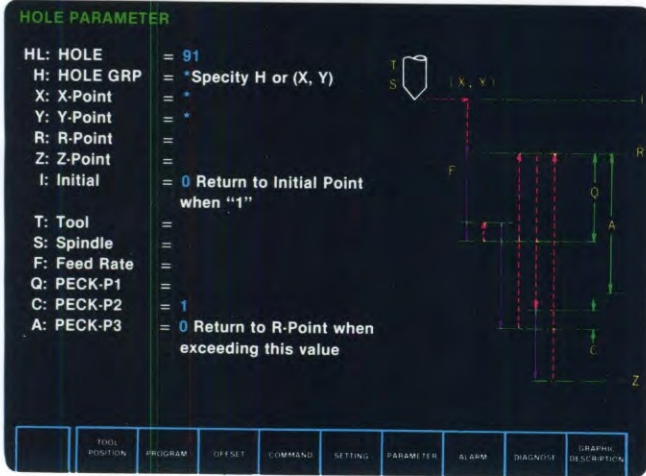 HOLE PARAMETER
HL: HOLE = 91
H: HOLE GRP = *Specity H or (X, Y)
X: X-Point = *
Y: Y-Point = *
R: R-Point =
Z: Z-Point =
I: Initial = 0 Return to Initial Point
when "1"
T: Tool =
S: Spindle =
F: Feed Rate =
Q: PECK-P1 =
C: PECK-P2 = 1
A: PECK-P3 = 0 Return to R-Point when
exceeding this value
T
S
(X, Y)
I
R
F
Q
A
C
Z
TOOL
POSITION
PROGRAM
OFFSET
COMMAND
SETTING
PARAMETER
ALARM
DIAGNOSE
GRAPHIC
DESCRIPTION